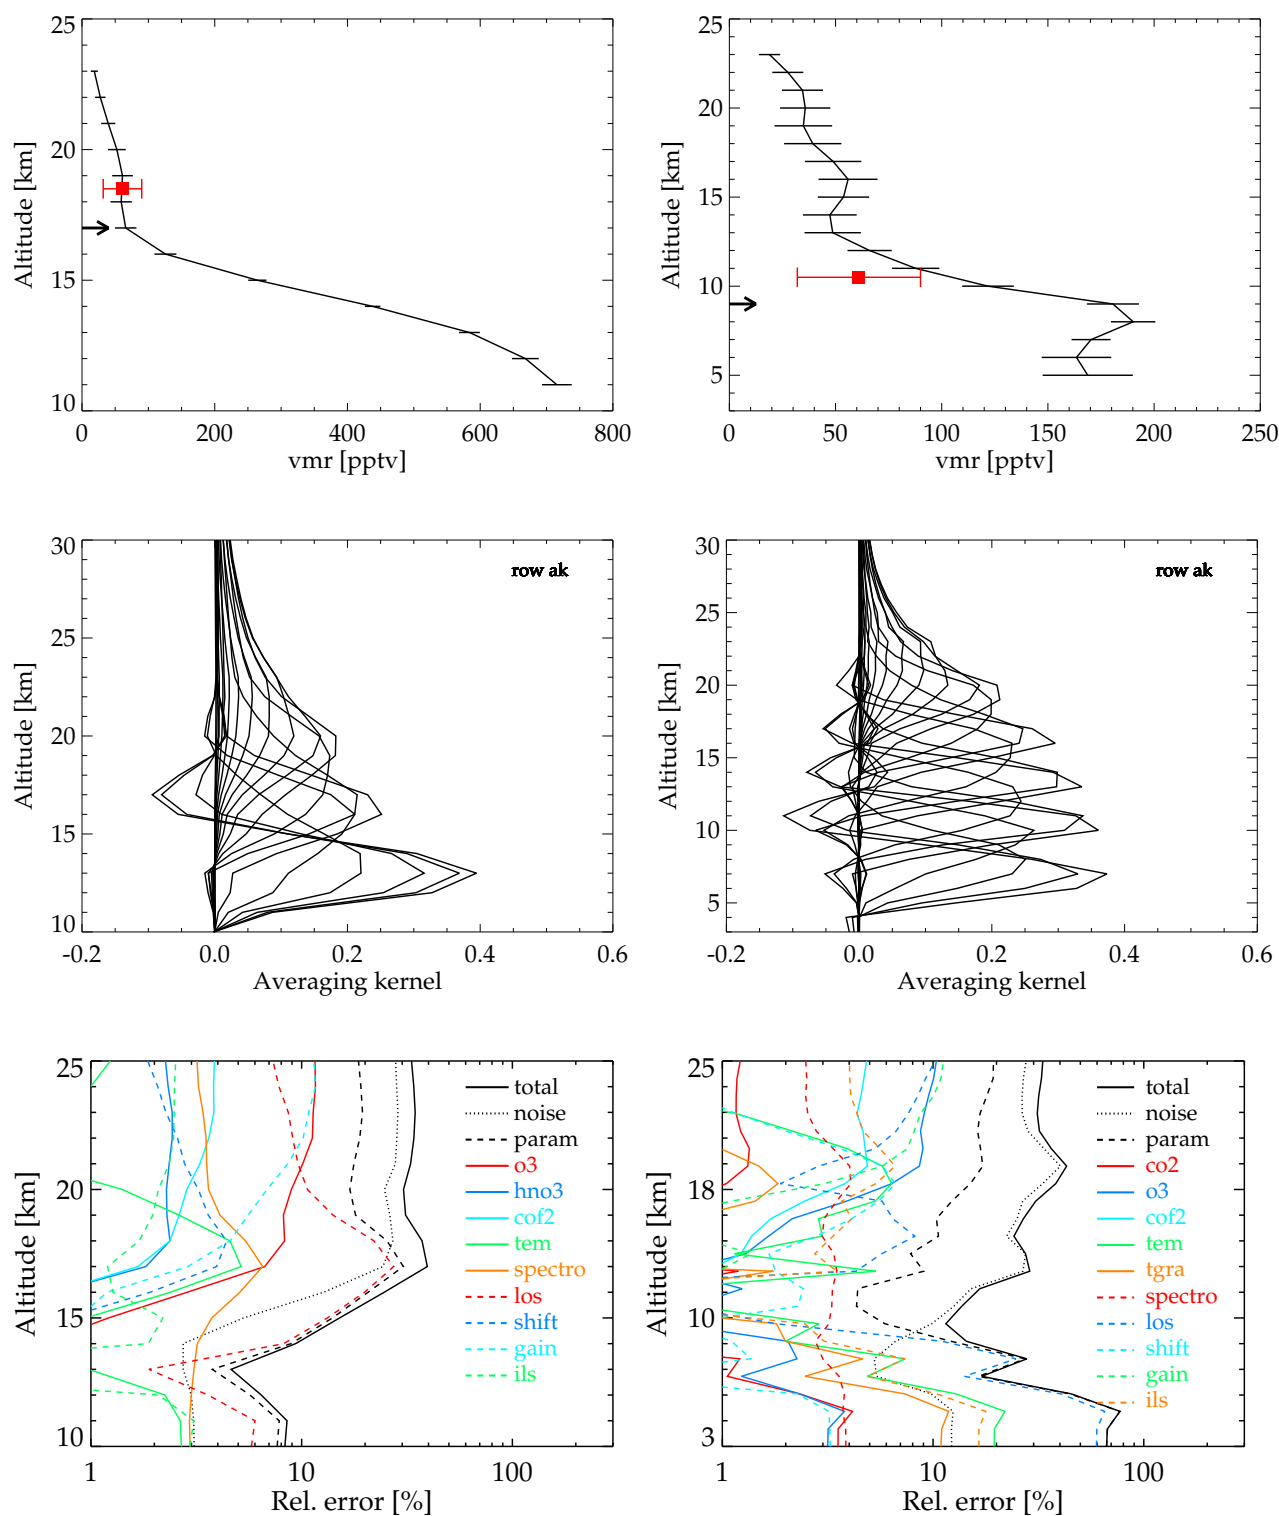 25
20
15
10
Altitude [km]
0 200 400 600 800
vmr [pptv]
25
20
15
10
5
Altitude [km]
0 50 100 150 200 250
vmr [pptv]
30
25
20
15
10
Altitude [km]
row ak
-0.2 0.0 0.2 0.4 0.6
Averaging kernel
30
25
20
15
10
5
Altitude [km]
row ak
-0.2 0.0 0.2 0.4 0.6
Averaging kernel
25
20
15
10
Altitude [km]
total
noise
param
o3
hno3
cof2
tem
spectro
los
shift
gain
ils
1 10 100
Rel. error [%]
25
18
10
3
Altitude [km]
total
noise
param
co2
o3
cof2
tem
tgra
spectro
los
shift
gain
ils
1 10 100
Rel. error [%]